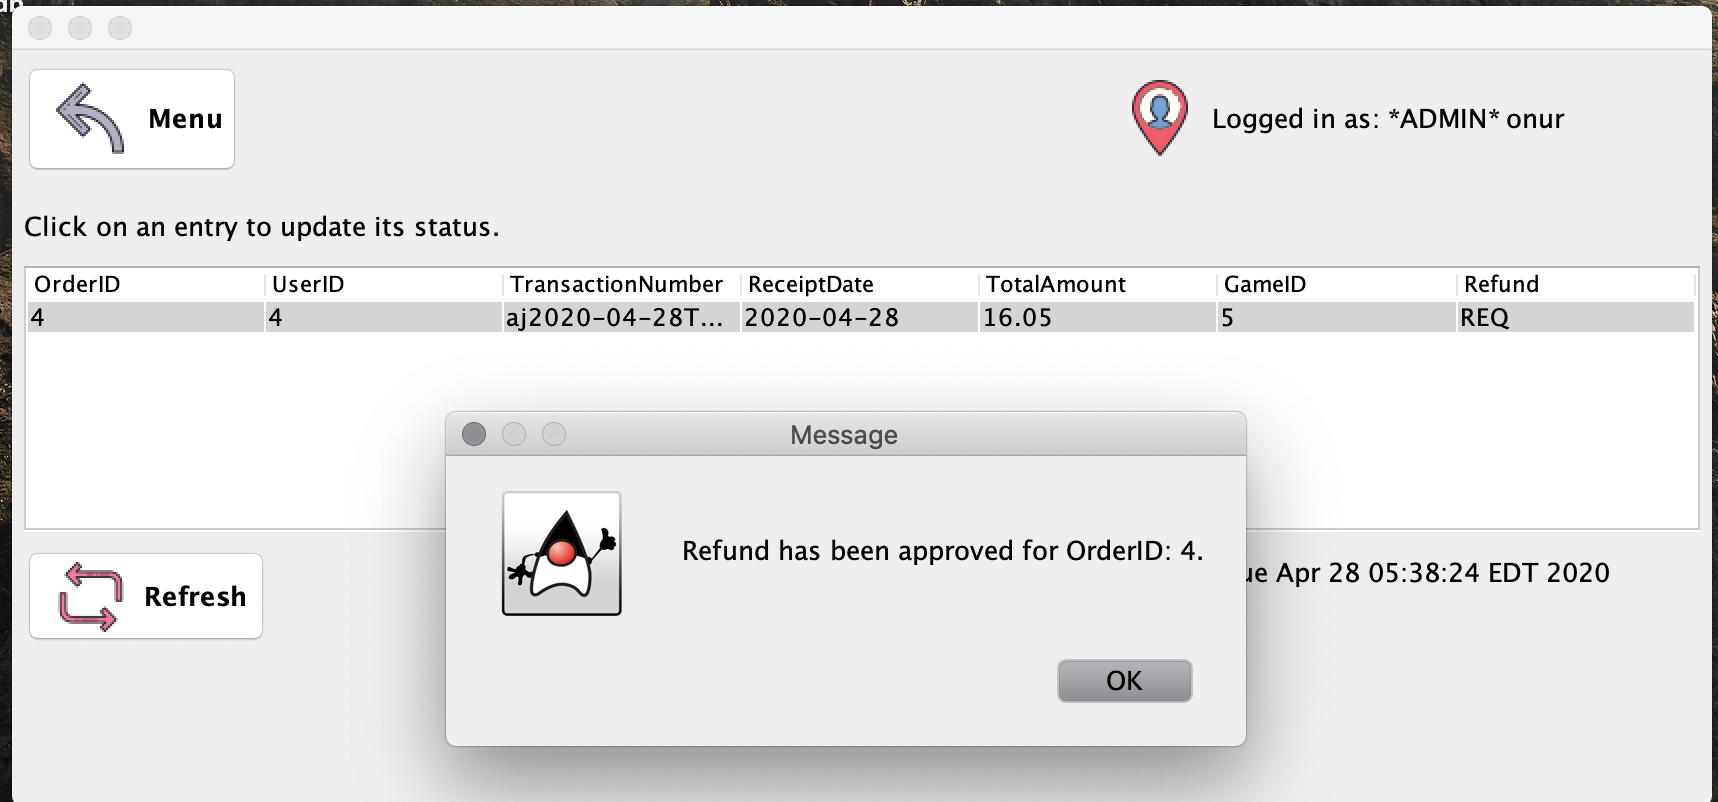 Menu
Logged in as: *ADMIN* onur
Click on an entry to update its status.
OrderID UserID TransactionNumber ReceiptDate TotalAmount GameID Refund
4 4 aj2020-04-28T... 2020-04-28 16.05 5 REQ
Message
Refund has been approved for OrderID: 4.
OK
Refresh
Apr 28 05:38:24 EDT 2020